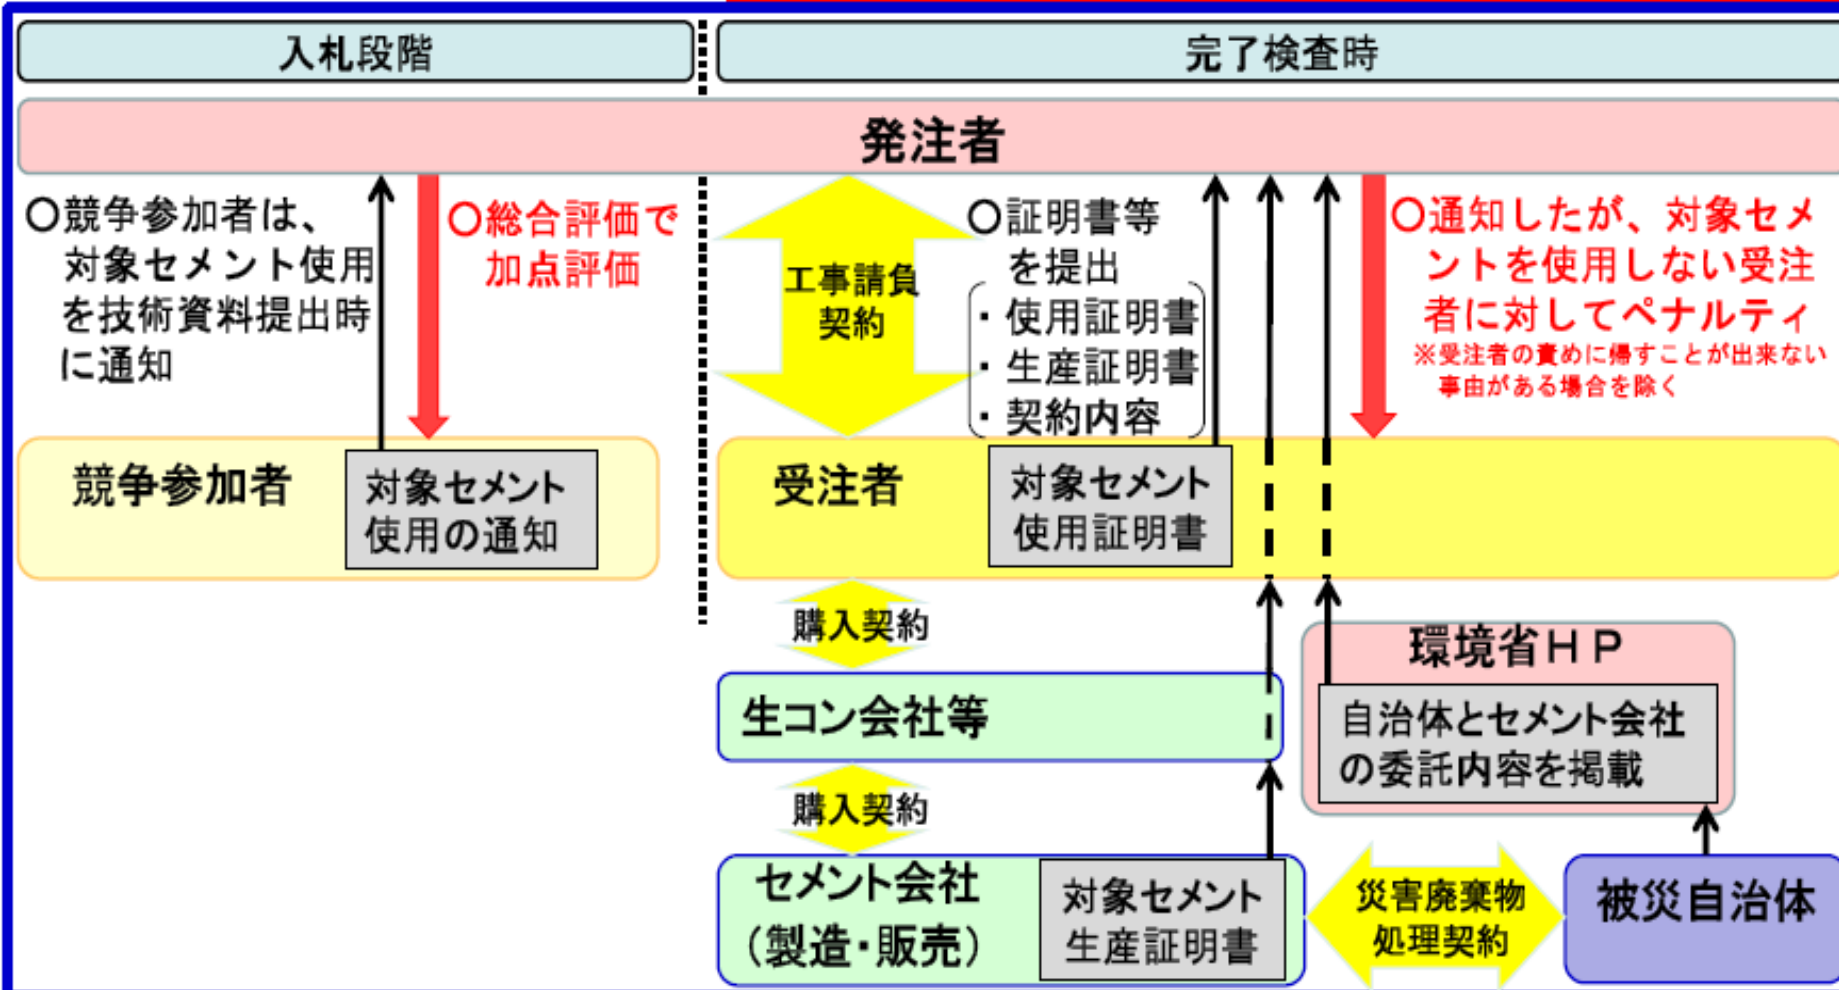 入札段階
完了検査時
発注者
○競争参加者は、
対象セメント使用
を技術資料提出時
に通知
○総合評価で
加点評価
工事請負
契約
○証明書等
を提出
・使用証明書
・生産証明書
・契約内容
○通知したが、対象セメ
ントを使用しない受注
者に対してペナルティ
※受注者の責めに帰すことが出来ない
事由がある場合を除く
競争参加者
対象セメント
使用の通知
受注者
対象セメント
使用証明書
購入契約
環境省HP
自治体とセメント会社
の委託内容を掲載
生コン会社等
購入契約
セメント会社
(製造・販売)
対象セメント
生産証明書
災害廃棄物
処理契約
被災自治体